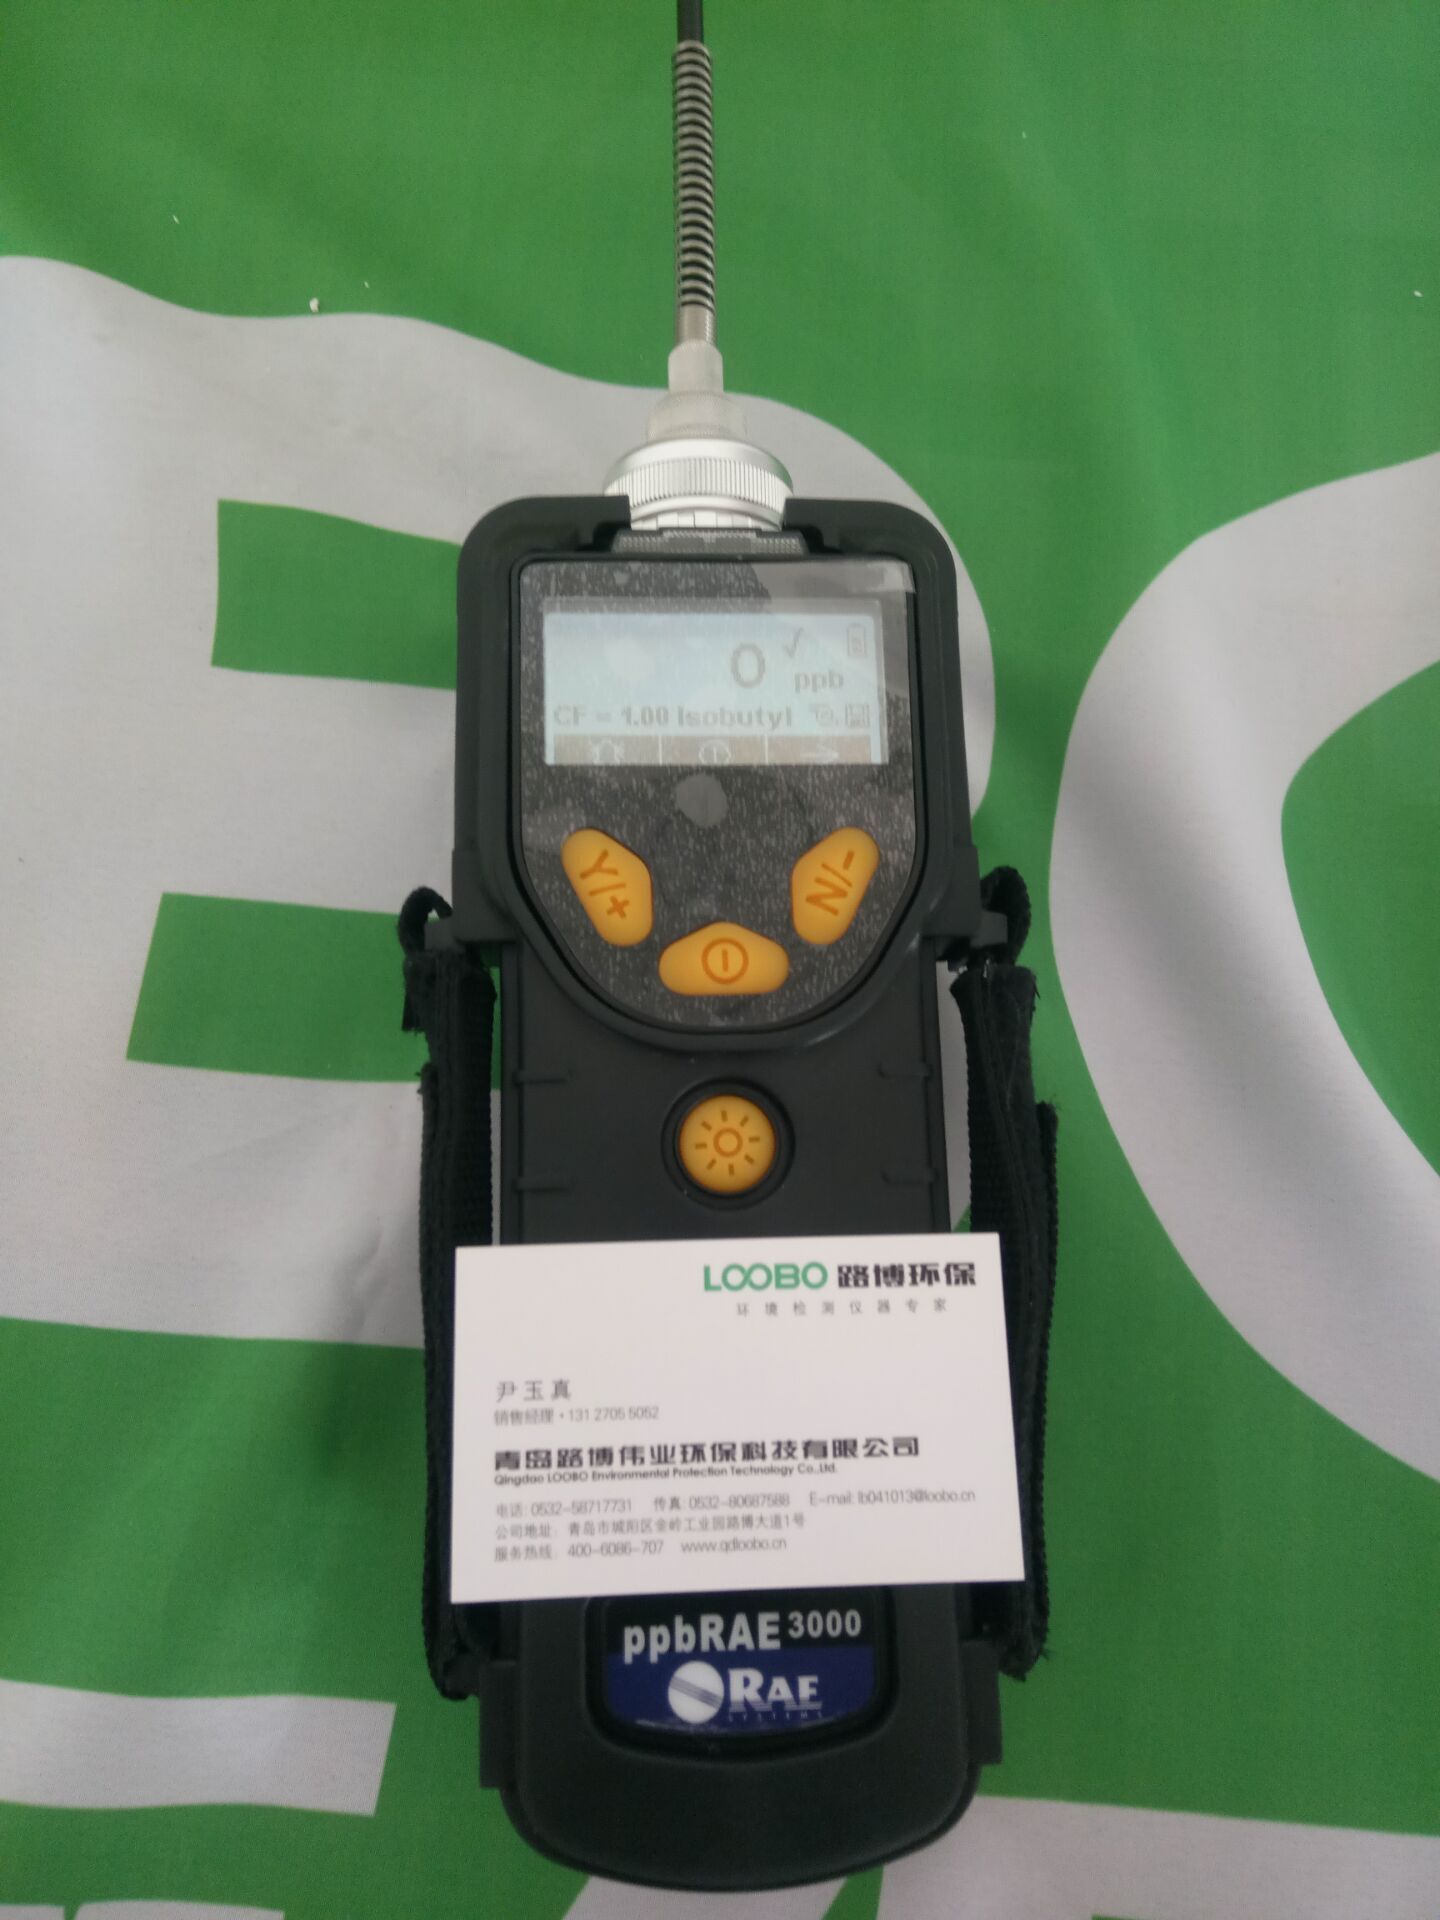 0 √
ppb
CF = 1.00 Isobutyl
Y/+
N/-
LOOBO 路博环保
环境检测仪器专家
尹玉真
销售经理·131 2705 5052
青岛路博伟业环保科技有限公司
Qingdao LOOBO Environmental Protection Technology Co.,Ltd.
电话:0532-58717731 传真:0532-80687588 E-mail:lb041013@loobo.cn
公司地址：青岛市城阳区金岭工业园路博大道1号
服务热线：400-6086-707 www.qdloobo.cn
ppbRAE 3000
RAE
SYSTEMS